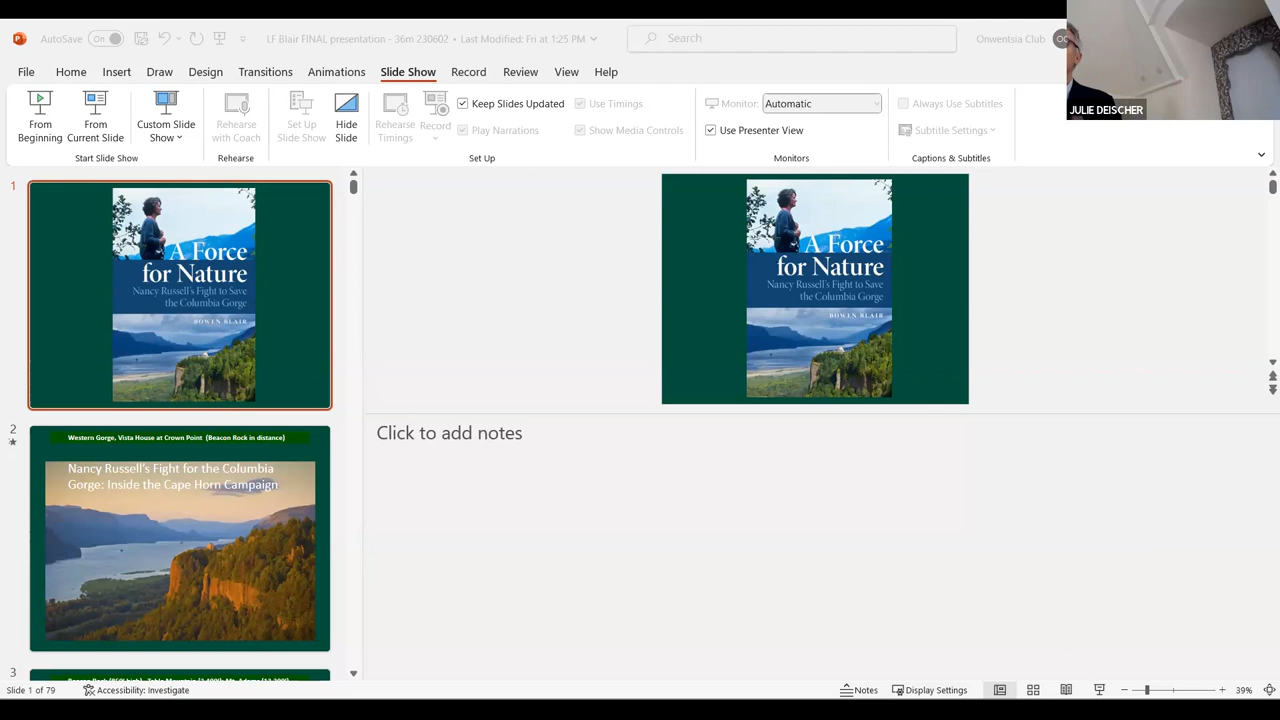 AutoSave
On
LF Blair FINAL presentation - 36m 230602 • Last Modified: Fri at 1:25 PM
Search
Onwentsia Club
OC
JULIE DEISCHER
File Home Insert Draw Design Transitions Animations Slide Show Record Review View Help
From Beginning
From Current Slide
Custom Slide Show
Start Slide Show
Rehearse with Coach
Rehearse
Set Up Slide Show
Hide Slide
Rehearse Timings
Record
Keep Slides Updated
Play Narrations
Use Timings
Show Media Controls
Set Up
Monitor: Automatic
Use Presenter View
Monitors
Always Use Subtitles
Subtitle Settings
Captions & Subtitles
1
A Force
for Nature
Nancy Russell's Fight to Save
the Columbia Gorge
BOWEN BLAIR
2
Western Gorge, Vista House at Crown Point (Beacon Rock in distance)
Nancy Russell's Fight for the Columbia
Gorge: Inside the Cape Horn Campaign
3
A Force
for Nature
Nancy Russell's Fight to Save
the Columbia Gorge
BOWEN BLAIR
Click to add notes
Slide 1 of 79
Accessibility: Investigate
Notes
Display Settings
39%